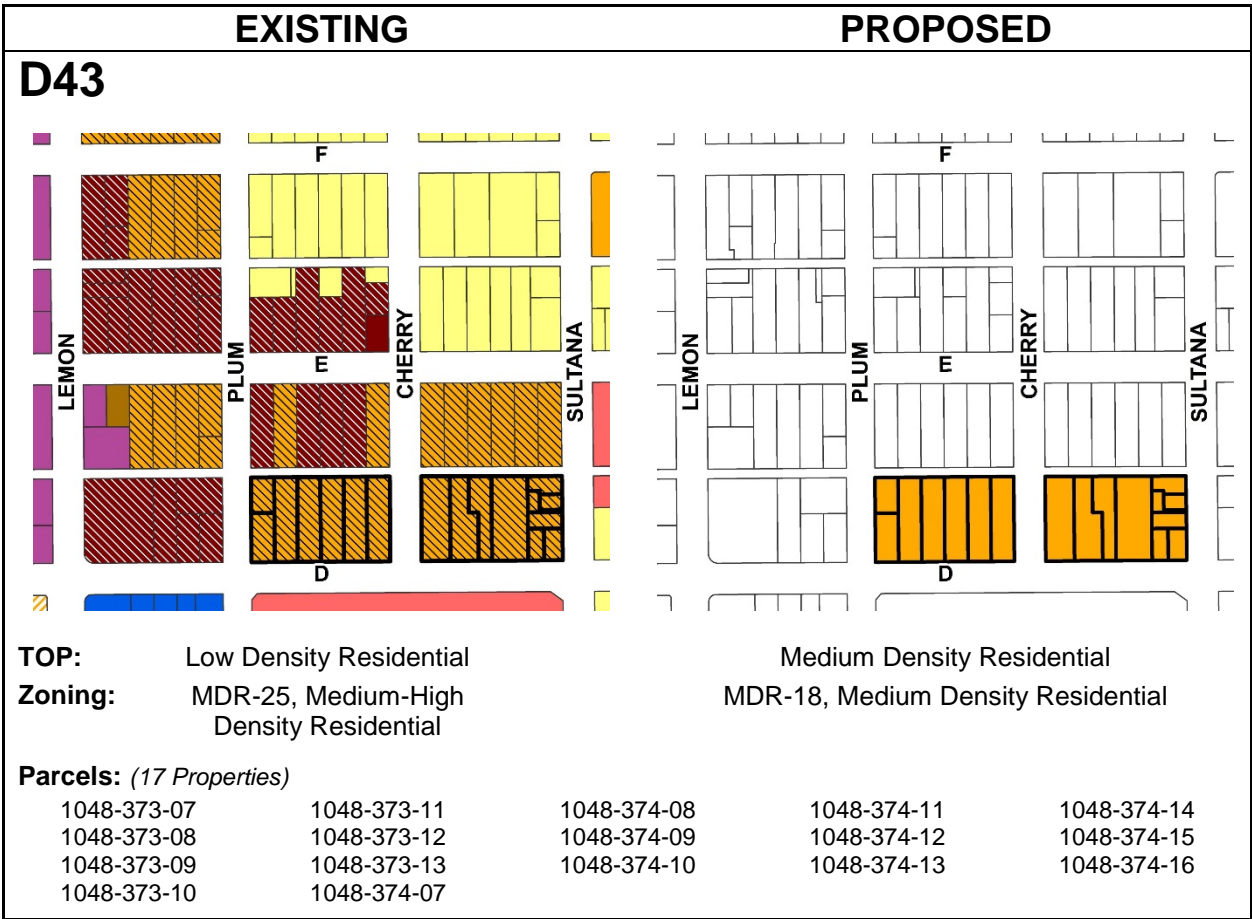 EXISTING PROPOSED
D43
F F
LEMON PLUM CHERRY SULTANA LEMON PLUM CHERRY SULTANA
E E
D D
TOP: Low Density Residential Medium Density Residential
Zoning: MDR-25, Medium-High MDR-18, Medium Density Residential
Density Residential
Parcels: (17 Properties)
1048-373-07 1048-373-11 1048-374-08 1048-374-11 1048-374-14
1048-373-08 1048-373-12 1048-374-09 1048-374-12 1048-374-15
1048-373-09 1048-373-13 1048-374-10 1048-374-13 1048-374-16
1048-373-10 1048-374-07